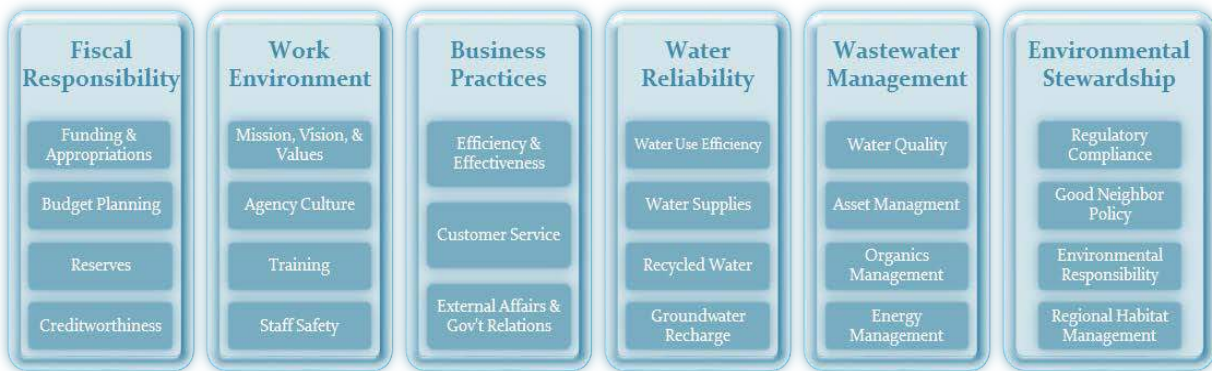 Fiscal
Responsibility
Funding &
Appropriations
Budget Planning
Reserves
Creditworthiness
Work
Environment
Mission, Vision, &
Values
Agency Culture
Training
Staff Safety
Business
Practices
Efficiency &
Effectiveness
Customer Service
External Affairs &
Gov't Relations
Water
Reliability
Water Use Efficiency
Water Supplies
Recycled Water
Groundwater
Recharge
Wastewater
Management
Water Quality
Asset Managment
Organics
Management
Energy
Management
Environmental
Stewardship
Regulatory
Compliance
Good Neighbor
Policy
Environmental
Responsibility
Regional Habitat
Management